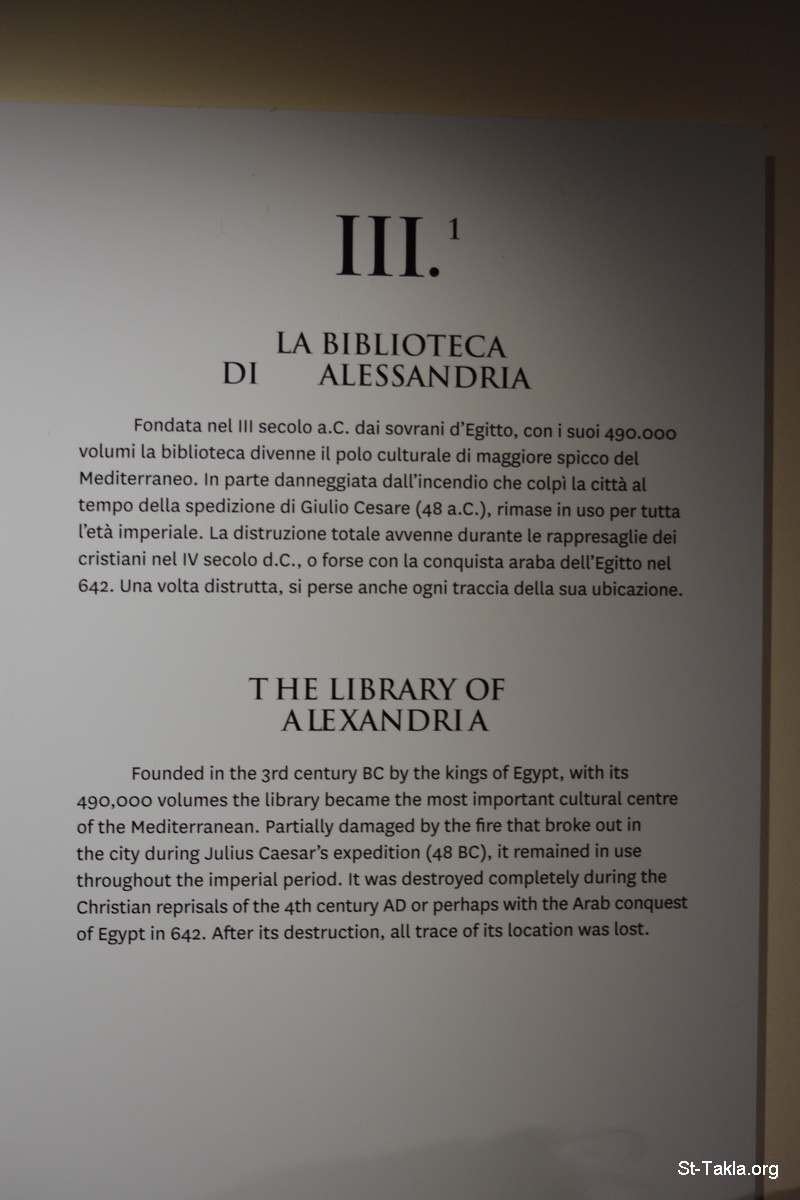 III.¹
LA BIBLIOTECA
DI ALESSANDRIA
Fondata nel III secolo a.C. dai sovrani d'Egitto, con i suoi 490.000
volumi la biblioteca divenne il polo culturale di maggiore spicco del
Mediterraneo. In parte danneggiata dall'incendio che colpì la città al
tempo della spedizione di Giulio Cesare (48 a.C.), rimase in uso per tutta
l'età imperiale. La distruzione totale avvenne durante le rappresaglie dei
cristiani nel IV secolo d.C., o forse con la conquista araba dell'Egitto nel
642. Una volta distrutta, si perse anche ogni traccia della sua ubicazione.
THE LIBRARY OF
ALEXANDRIA
Founded in the 3rd century BC by the kings of Egypt, with its
490,000 volumes the library became the most important cultural centre
of the Mediterranean. Partially damaged by the fire that broke out in
the city during Julius Caesar's expedition (48 BC), it remained in use
throughout the imperial period. It was destroyed completely during the
Christian reprisals of the 4th century AD or perhaps with the Arab conquest
of Egypt in 642. After its destruction, all trace of its location was lost.
St-Takla.org